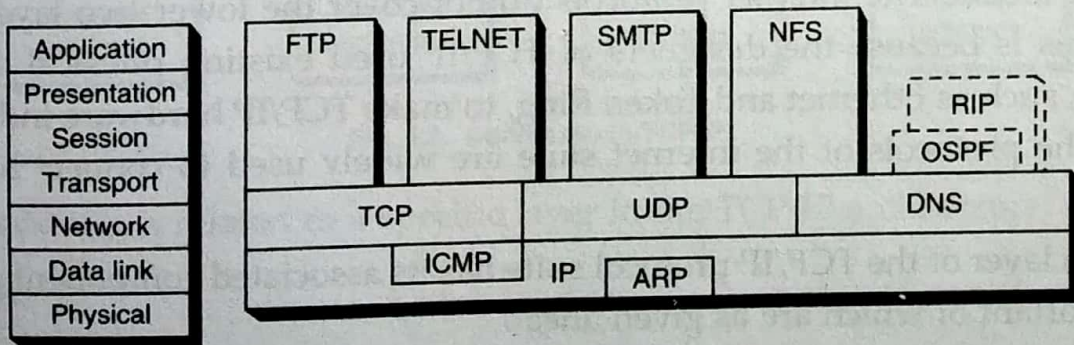 Application
Presentation
Session
Transport
Network
Data link
Physical
FTP TELNET SMTP NFS
RIP
OSPF
TCP UDP DNS
ICMP IP ARP